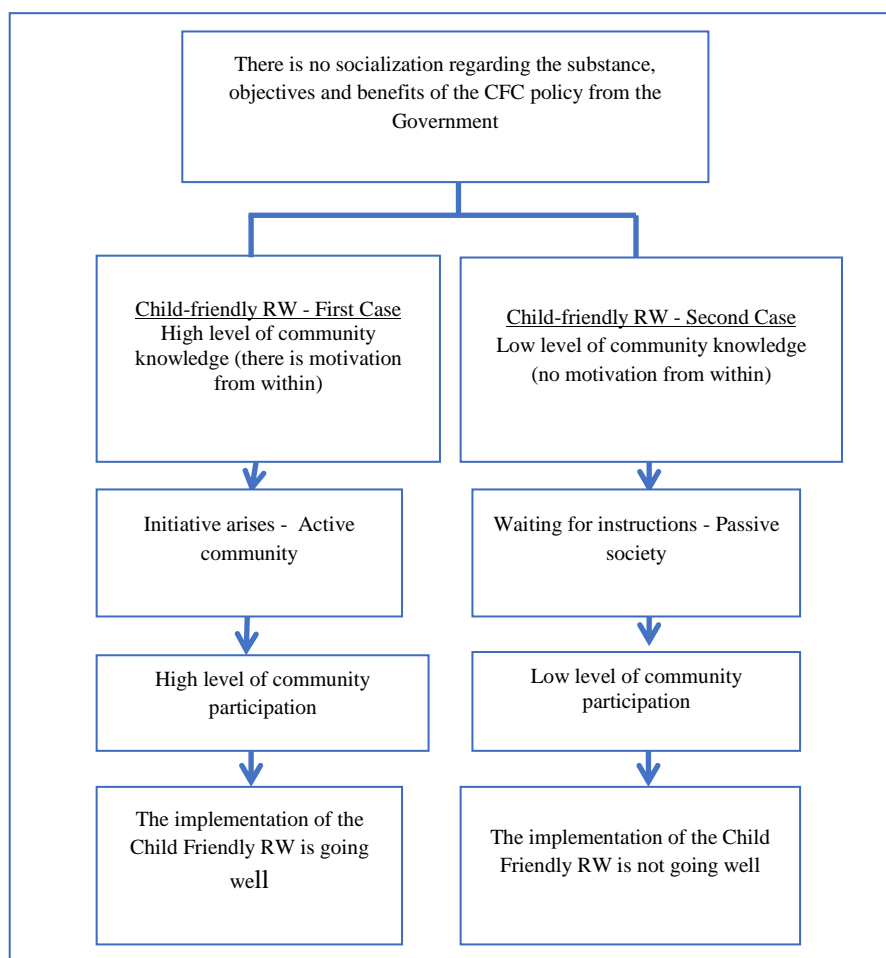 There is no socialization regarding the substance,
objectives and benefits of the CFC policy from the
Government
Child-friendly RW - First Case
High level of community
knowledge (there is motivation
from within)
Child-friendly RW - Second Case
Low level of community knowledge
(no motivation from within)
Initiative arises - Active
community
Waiting for instructions - Passive
society
High level of community
participation
Low level of community
participation
The implementation of the
Child Friendly RW is going
well
The implementation of the Child
Friendly RW is not going well